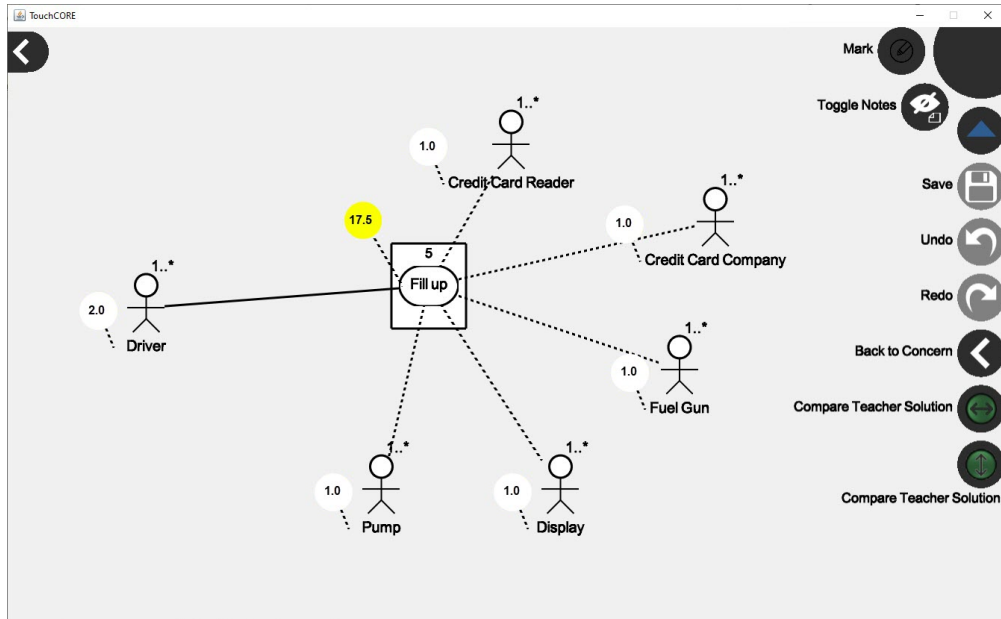 TouchCORE
Mark
Toggle Notes
Save
Undo
Redo
Back to Concern
Compare Teacher Solution
Compare Teacher Solution
1..*
1.0
Credit Card Reader
1..*
1.0
Credit Card Company
17.5
5
Fill up
1..*
2.0
Driver
1..*
1.0
Fuel Gun
1..*
1.0
Pump
1..*
1.0
Display